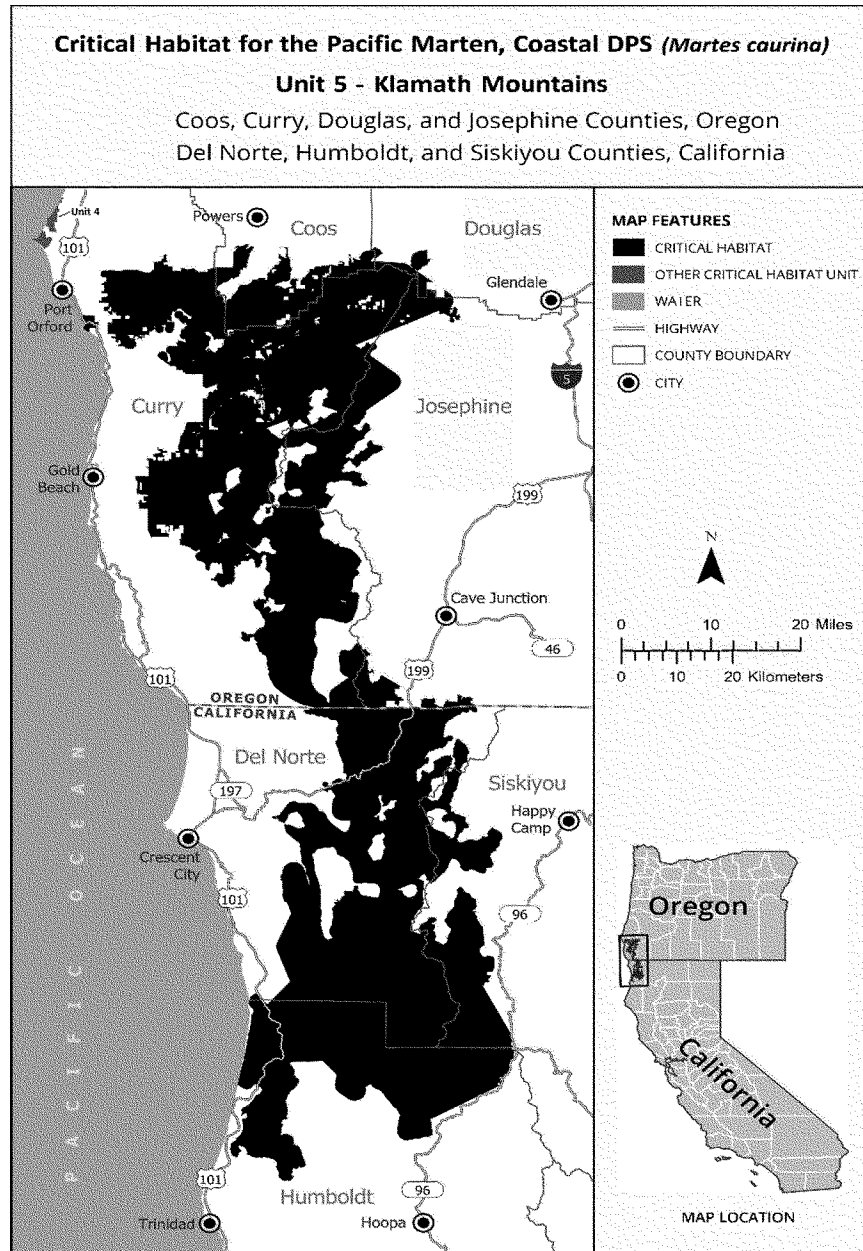 Critical Habitat for the Pacific Marten, Coastal DPS (Martes caurina)
Unit 5 - Klamath Mountains
Coos, Curry, Douglas, and Josephine Counties, Oregon
Del Norte, Humboldt, and Siskiyou Counties, California
Unit 4
Powers
Coos
Douglas
101
Glendale
Port
Orford
5
Curry
Josephine
Gold
Beach
199
Cave Junction
46
199
101
OREGON
CALIFORNIA
Del Norte
Siskiyou
197
Happy
Camp
Crescent
City
101
96
PACIFIC OCEAN
Humboldt
101
96
Trinidad
Hoopa
MAP FEATURES
CRITICAL HABITAT
OTHER CRITICAL HABITAT UNIT
WATER
HIGHWAY
COUNTY BOUNDARY
CITY
N
0 10 20 Miles
0 10 20 Kilometers
Oregon
California
MAP LOCATION